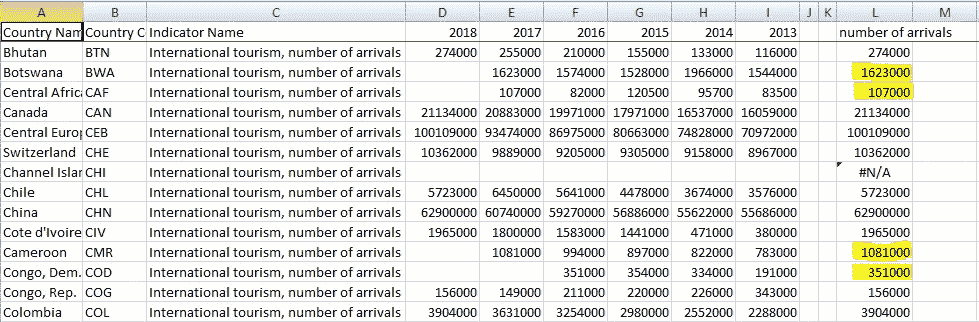 A B C D E F G H I J K L M
Country Nam Country C Indicator Name 2018 2017 2016 2015 2014 2013 number of arrivals
Bhutan BTN International tourism, number of arrivals 274000 255000 210000 155000 133000 116000 274000
Botswana BWA International tourism, number of arrivals 1623000 1574000 1528000 1966000 1544000 1623000
Central Africa CAF International tourism, number of arrivals 107000 82000 120500 95700 83500 107000
Canada CAN International tourism, number of arrivals 21134000 20883000 19971000 17971000 16537000 16059000 21134000
Central Europ CEB International tourism, number of arrivals 100109000 93474000 86975000 80663000 74828000 70972000 100109000
Switzerland CHE International tourism, number of arrivals 10362000 9889000 9205000 9305000 9158000 8967000 10362000
Channel Islan CHI International tourism, number of arrivals #N/A
Chile CHL International tourism, number of arrivals 5723000 6450000 5641000 4478000 3674000 3576000 5723000
China CHN International tourism, number of arrivals 62900000 60740000 59270000 56886000 55622000 55686000 62900000
Cote d'Ivoire CIV International tourism, number of arrivals 1965000 1800000 1583000 1441000 471000 380000 1965000
Cameroon CMR International tourism, number of arrivals 1081000 994000 897000 822000 783000 1081000
Congo, Dem. COD International tourism, number of arrivals 351000 354000 334000 191000 351000
Congo, Rep. COG International tourism, number of arrivals 156000 149000 211000 220000 226000 343000 156000
Colombia COL International tourism, number of arrivals 3904000 3631000 3254000 2980000 2552000 2288000 3904000